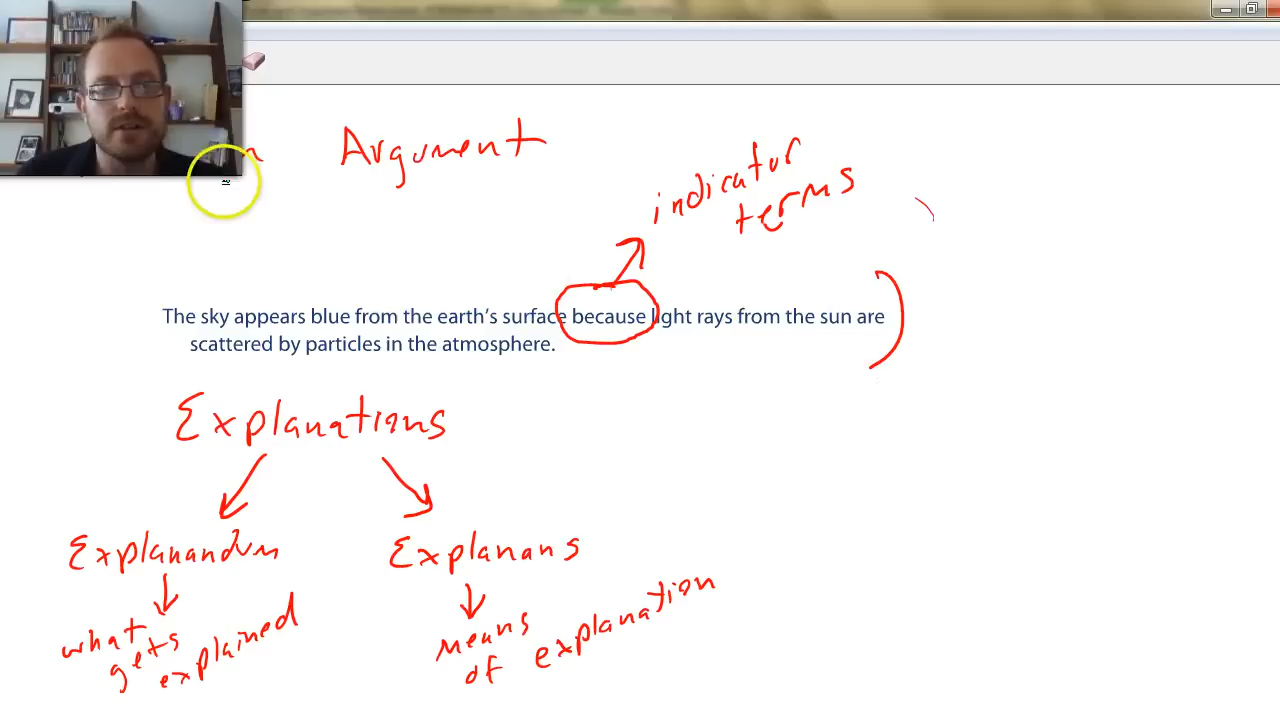 Argument
indicator
terms
The sky appears blue from the earth's surface because light rays from the sun are
scattered by particles in the atmosphere.
Explanations
Explanandum
Explanans
what
gets
explained
means
of explanation